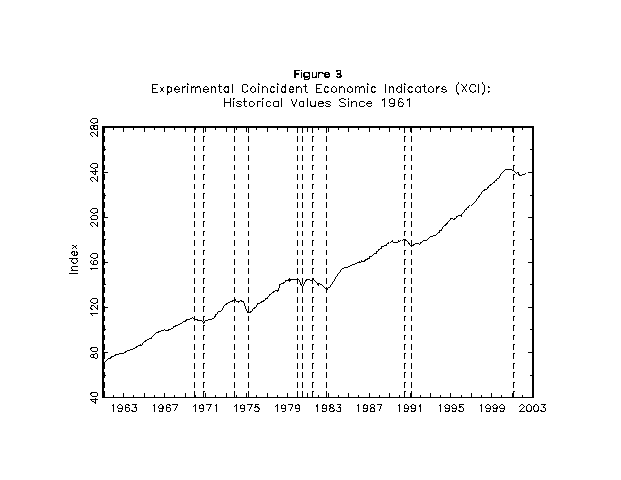 Figure 3
Experimental Coincident Economic Indicators (XCI):
Historical Values Since 1961
280
240
200
160
120
80
40
Index
1963 1967 1971 1975 1979 1983 1987 1991 1995 1999 2003